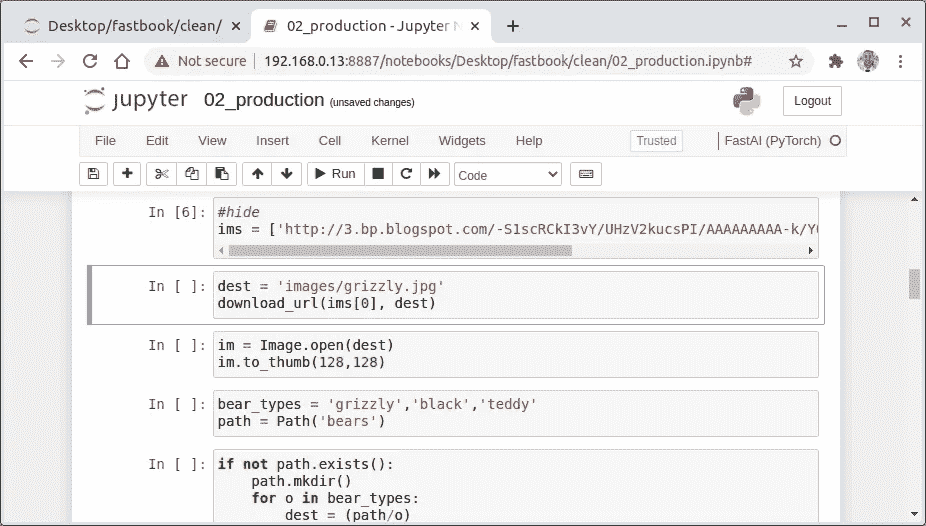 Desktop/fastbook/clean/
02_production - Jupyter N
Not secure
192.168.0.13:8887/notebooks/Desktop/fastbook/clean/02_production.ipynb#
jupyter 02_production (unsaved changes)
Logout
File Edit View Insert Cell Kernel Widgets Help
Trusted
FastAI (PyTorch)
Run
Code
In [6]: #hide
ims = ['http://3.bp.blogspot.com/-S1scRCkI3vY/UHzV2kucsPI/AAAAAAAAA-k/Y
In [ ]: dest = 'images/grizzly.jpg'
download_url(ims[0], dest)
In [ ]: im = Image.open(dest)
im.to_thumb(128,128)
In [ ]: bear_types = 'grizzly','black','teddy'
path = Path('bears')
In [ ]: if not path.exists():
path.mkdir()
for o in bear_types:
dest = (path/o)